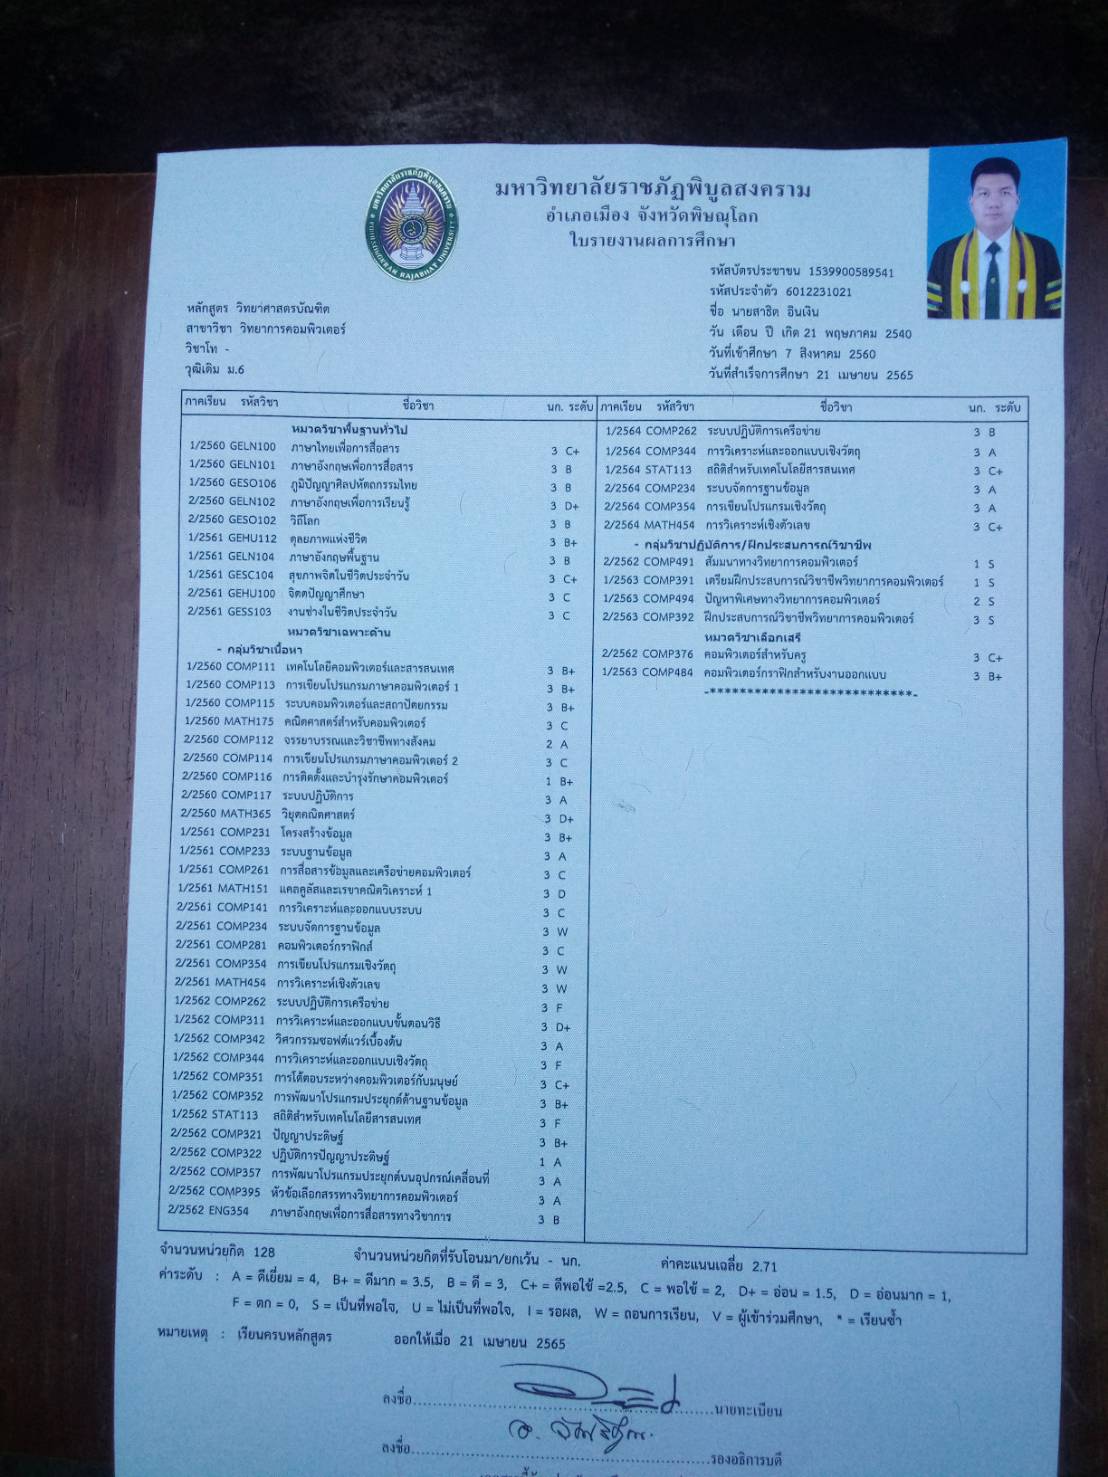 มหาวิทยาลัยราชภัฏพิบูลสงคราม
อำเภอเมือง จังหวัดพิษณุโลก
ใบรายงานผลการศึกษา
รหัสบัตรประชาชน 1539900589541
รหัสประจำตัว 6012231021
ชื่อ นายสาธิต อินเงิน
วัน เดือน ปี เกิด 21 พฤษภาคม 2540
วันที่เข้าศึกษา 7 สิงหาคม 2560
วันที่สำเร็จการศึกษา 21 เมษายน 2565
หลักสูตร วิทยาศาสตรบัณฑิต
สาขาวิชา วิทยาการคอมพิวเตอร์
วิชาโท -
วุฒิเดิม ม.6
ภาคเรียน รหัสวิชา ชื่อวิชา นก. ระดับ
หมวดวิชาพื้นฐานทั่วไป
1/2560 GELN100 ภาษาไทยเพื่อการสื่อสาร 3 C+
1/2560 GELN101 ภาษาอังกฤษเพื่อการสื่อสาร 3 B
1/2560 GESO106 ภูมิปัญญาศิลปหัตถกรรมไทย 3 B
2/2560 GELN102 ภาษาอังกฤษเพื่อการเรียนรู้ 3 D+
2/2560 GESO102 วิถีโลก 3 B
1/2561 GEHU112 ดุลยภาพแห่งชีวิต 3 B+
1/2561 GELN104 ภาษาอังกฤษพื้นฐาน 3 B
1/2561 GESC104 สุขภาพจิตในชีวิตประจำวัน 3 C+
2/2561 GEHU100 จิตตปัญญาศึกษา 3 C
2/2561 GESS103 งานช่างในชีวิตประจำวัน 3 C
หมวดวิชาเฉพาะด้าน
- กลุ่มวิชาเนื้อหา
1/2560 COMP111 เทคโนโลยีคอมพิวเตอร์และสารสนเทศ 3 B+
1/2560 COMP113 การเขียนโปรแกรมภาษาคอมพิวเตอร์ 1 3 B+
1/2560 COMP115 ระบบคอมพิวเตอร์และสถาปัตยกรรม 3 B+
1/2560 MATH175 คณิตศาสตร์สำหรับคอมพิวเตอร์ 3 C
2/2560 COMP112 จรรยาบรรณและวิชาชีพทางสังคม 2 A
2/2560 COMP114 การเขียนโปรแกรมภาษาคอมพิวเตอร์ 2 3 C
2/2560 COMP116 การติดตั้งและบำรุงรักษาคอมพิวเตอร์ 1 B+
2/2560 COMP117 ระบบปฏิบัติการ 3 A
2/2560 MATH365 วิยุตคณิตศาสตร์ 3 D+
1/2561 COMP231 โครงสร้างข้อมูล 3 B+
1/2561 COMP233 ระบบฐานข้อมูล 3 A
1/2561 COMP261 การสื่อสารข้อมูลและเครือข่ายคอมพิวเตอร์ 3 C
1/2561 MATH151 แคลคูลัสและเรขาคณิตวิเคราะห์ 1 3 D
2/2561 COMP141 การวิเคราะห์และออกแบบระบบ 3 C
2/2561 COMP234 ระบบจัดการฐานข้อมูล 3 W
2/2561 COMP281 คอมพิวเตอร์กราฟิกส์ 3 C
2/2561 COMP354 การเขียนโปรแกรมเชิงวัตถุ 3 W
2/2561 MATH454 การวิเคราะห์เชิงตัวเลข 3 W
1/2562 COMP262 ระบบปฏิบัติการเครือข่าย 3 F
1/2562 COMP311 การวิเคราะห์และออกแบบขั้นตอนวิธี 3 D+
1/2562 COMP342 วิศวกรรมซอฟต์แวร์เบื้องต้น 3 A
1/2562 COMP344 การวิเคราะห์และออกแบบเชิงวัตถุ 3 F
1/2562 COMP351 การโต้ตอบระหว่างคอมพิวเตอร์กับมนุษย์ 3 C+
1/2562 COMP352 การพัฒนาโปรแกรมประยุกต์ด้านฐานข้อมูล 3 B+
1/2562 STAT113 สถิติสำหรับเทคโนโลยีสารสนเทศ 3 F
2/2562 COMP321 ปัญญาประดิษฐ์ 3 B+
2/2562 COMP322 ปฏิบัติการปัญญาประดิษฐ์ 1 A
2/2562 COMP357 การพัฒนาโปรแกรมประยุกต์บนอุปกรณ์เคลื่อนที่ 3 A
2/2562 COMP395 หัวข้อเลือกสรรทางวิทยาการคอมพิวเตอร์ 3 A
2/2562 ENG354 ภาษาอังกฤษเพื่อการสื่อสารทางวิชาการ 3 B
ภาคเรียน รหัสวิชา ชื่อวิชา นก. ระดับ
1/2564 COMP262 ระบบปฏิบัติการเครือข่าย 3 B
1/2564 COMP344 การวิเคราะห์และออกแบบเชิงวัตถุ 3 A
1/2564 STAT113 สถิติสำหรับเทคโนโลยีสารสนเทศ 3 C+
2/2564 COMP234 ระบบจัดการฐานข้อมูล 3 A
2/2564 COMP354 การเขียนโปรแกรมเชิงวัตถุ 3 A
2/2564 MATH454 การวิเคราะห์เชิงตัวเลข 3 C+
- กลุ่มวิชาปฏิบัติการ/ฝึกประสบการณ์วิชาชีพ
2/2562 COMP491 สัมมนาทางวิทยาการคอมพิวเตอร์ 1 S
1/2563 COMP391 เตรียมฝึกประสบการณ์วิชาชีพวิทยาการคอมพิวเตอร์ 1 S
1/2563 COMP494 ปัญหาพิเศษทางวิทยาการคอมพิวเตอร์ 2 S
2/2563 COMP392 ฝึกประสบการณ์วิชาชีพวิทยาการคอมพิวเตอร์ 3 S
หมวดวิชาเลือกเสรี
2/2562 COMP376 คอมพิวเตอร์สำหรับครู 3 C+
1/2563 COMP484 คอมพิวเตอร์กราฟิกสำหรับงานออกแบบ 3 B+
-***************************-
จำนวนหน่วยกิต 128 จำนวนหน่วยกิตที่รับโอนมา/ยกเว้น - นก. ค่าคะแนนเฉลี่ย 2.71
ค่าระดับ : A = ดีเยี่ยม = 4, B+ = ดีมาก = 3.5, B = ดี = 3, C+ = ดีพอใช้ =2.5, C = พอใช้ = 2, D+ = อ่อน = 1.5, D = อ่อนมาก = 1,
F = ตก = 0, S = เป็นที่พอใจ, U = ไม่เป็นที่พอใจ, I = รอผล, W = ถอนการเรียน, V = ผู้เข้าร่วมศึกษา, * = เรียนซ้ำ
หมายเหตุ : เรียนครบหลักสูตร ออกให้เมื่อ 21 เมษายน 2565
ลงชื่อ..........นายทะเบียน
ลงชื่อ..........รองอธิการบดี